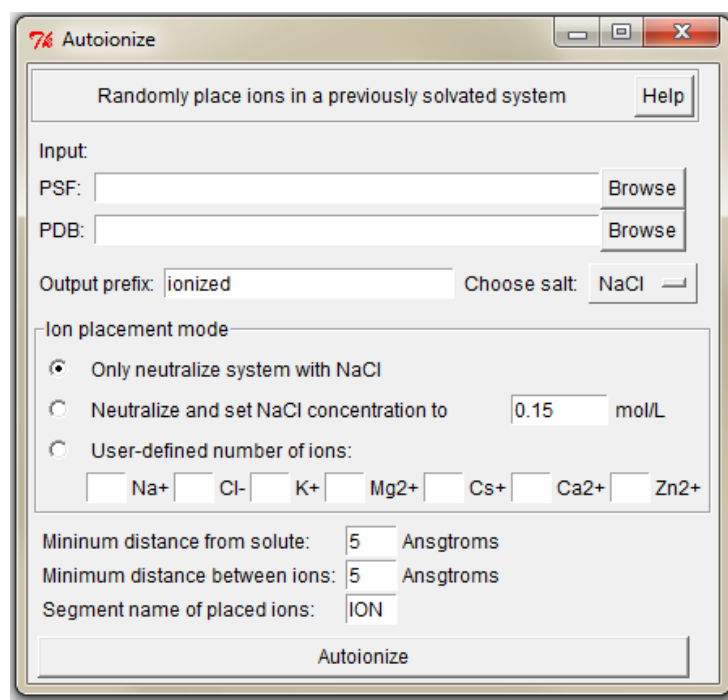 Autoionize
Randomly place ions in a previously solvated system Help
Input:
PSF: Browse
PDB: Browse
Output prefix: ionized Choose salt: NaCl
Ion placement mode
Only neutralize system with NaCl
Neutralize and set NaCl concentration to 0.15 mol/L
User-defined number of ions:
Na+ Cl- K+ Mg2+ Cs+ Ca2+ Zn2+
Mininum distance from solute: 5 Ansgtroms
Minimum distance between ions: 5 Ansgtroms
Segment name of placed ions: ION
Autoionize